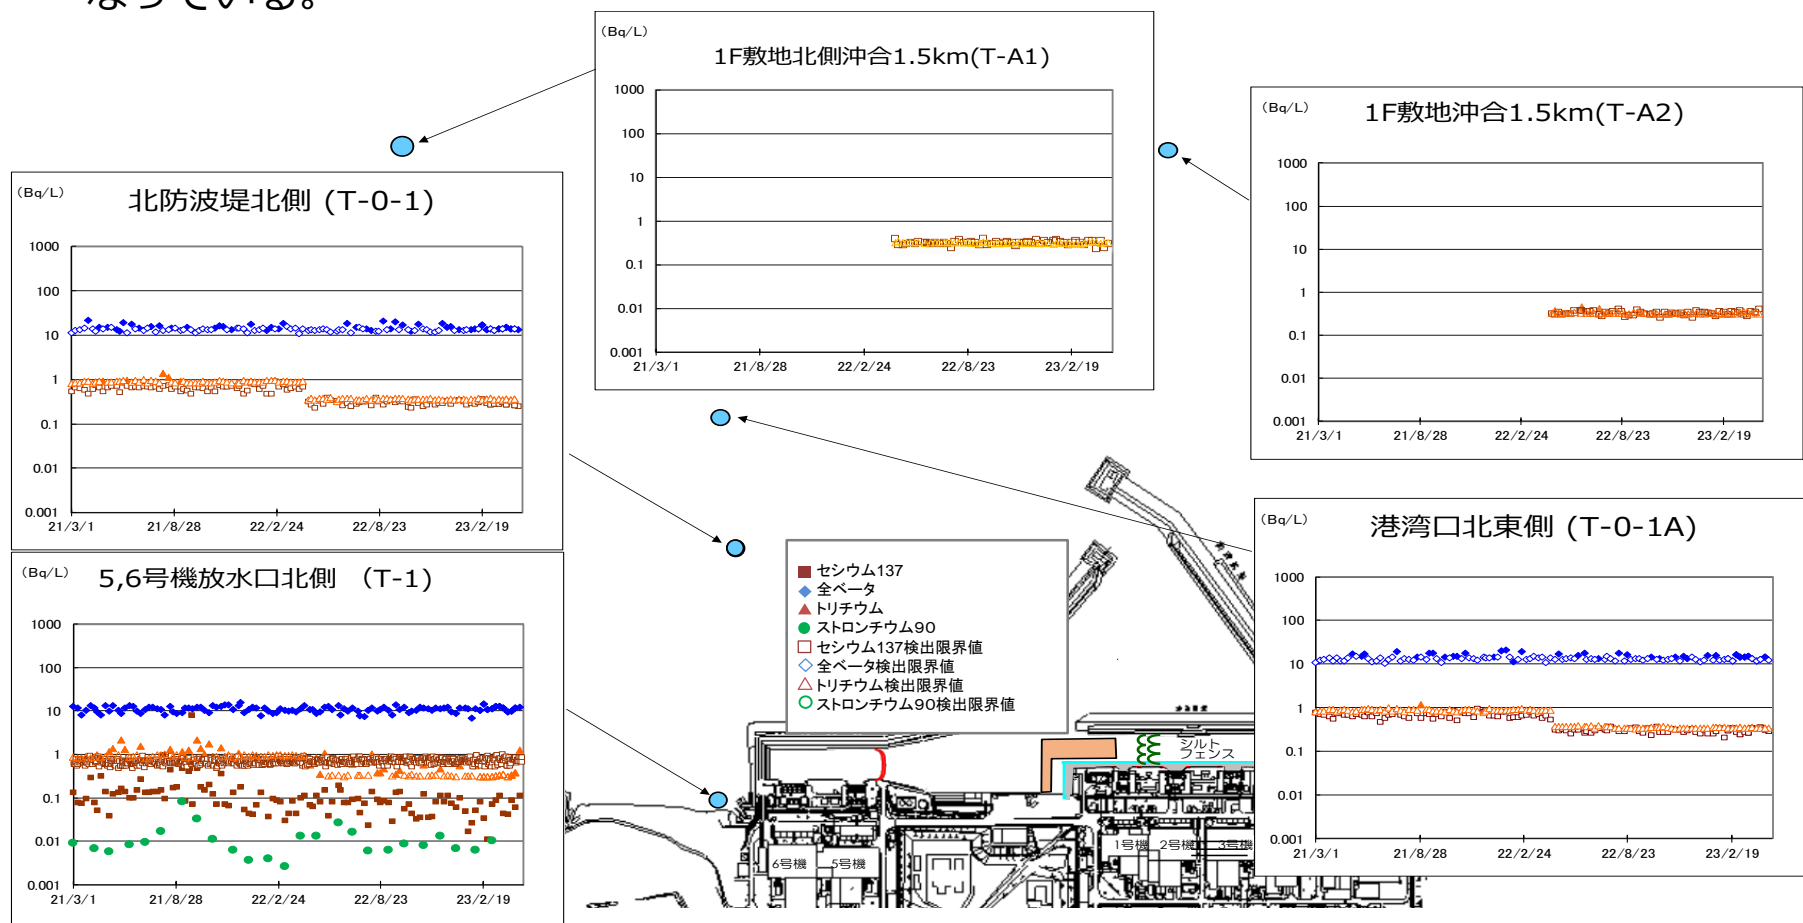 なっている。
(Bq/L)
1F敷地北側沖合1.5km(T-A1)
1000
100
10
1
0.1
0.01
0.001
21/3/1 21/8/28 22/2/24 22/8/23 23/2/19
(Bq/L)
1F敷地沖合1.5km(T-A2)
1000
100
10
1
0.1
0.01
0.001
21/3/1 21/8/28 22/2/24 22/8/23 23/2/19
(Bq/L)
北防波堤北側 (T-0-1)
1000
100
10
1
0.1
0.01
0.001
21/3/1 21/8/28 22/2/24 22/8/23 23/2/19
(Bq/L)
5,6号機放水口北側 （T-1)
1000
100
10
1
0.1
0.01
0.001
21/3/1 21/8/28 22/2/24 22/8/23 23/2/19
セシウム137
全ベータ
トリチウム
ストロンチウム90
セシウム137検出限界値
全ベータ検出限界値
トリチウム検出限界値
ストロンチウム90検出限界値
(Bq/L)
港湾口北東側 (T-0-1A)
1000
100
10
1
0.1
0.01
0.001
21/3/1 21/8/28 22/2/24 22/8/23 23/2/19
シルト
フェンス
6号機 5号機
1号機 2号機 3号機